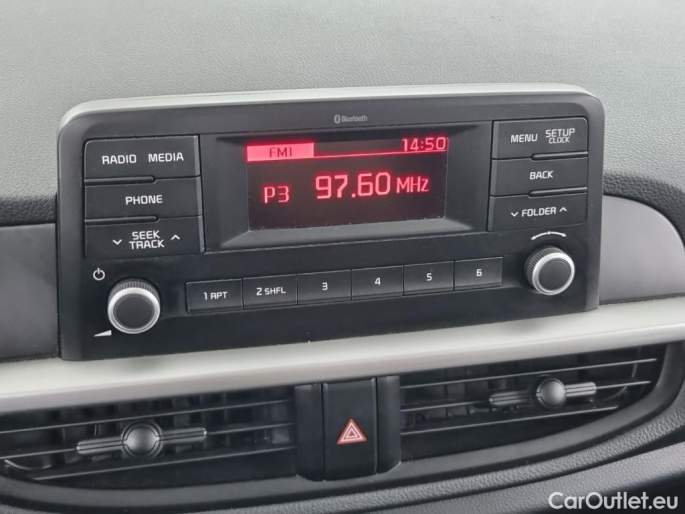 Bluetooth
FM1 14:50
P3 97.60 MHz
RADIO MEDIA
PHONE
SEEK
TRACK
MENU SETUP
CLOCK
BACK
FOLDER
1 RPT 2 SHFL 3 4 5 6
CarOutlet.eu